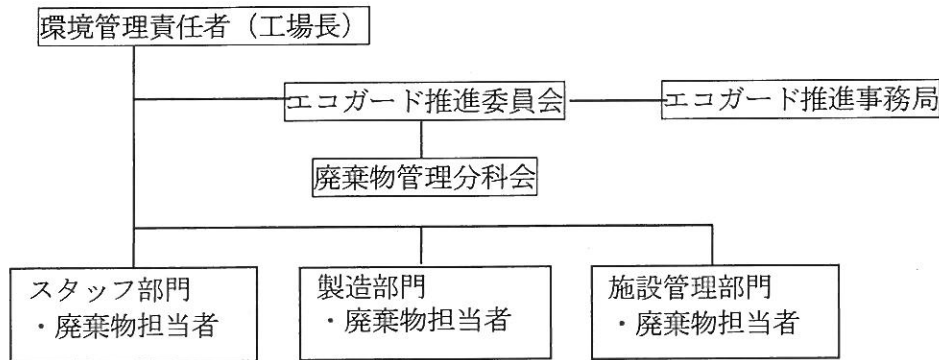 環境管理責任者（工場長）
エコガード推進委員会
エコガード推進事務局
廃棄物管理分科会
スタッフ部門
・廃棄物担当者
製造部門
・廃棄物担当者
施設管理部門
・廃棄物担当者